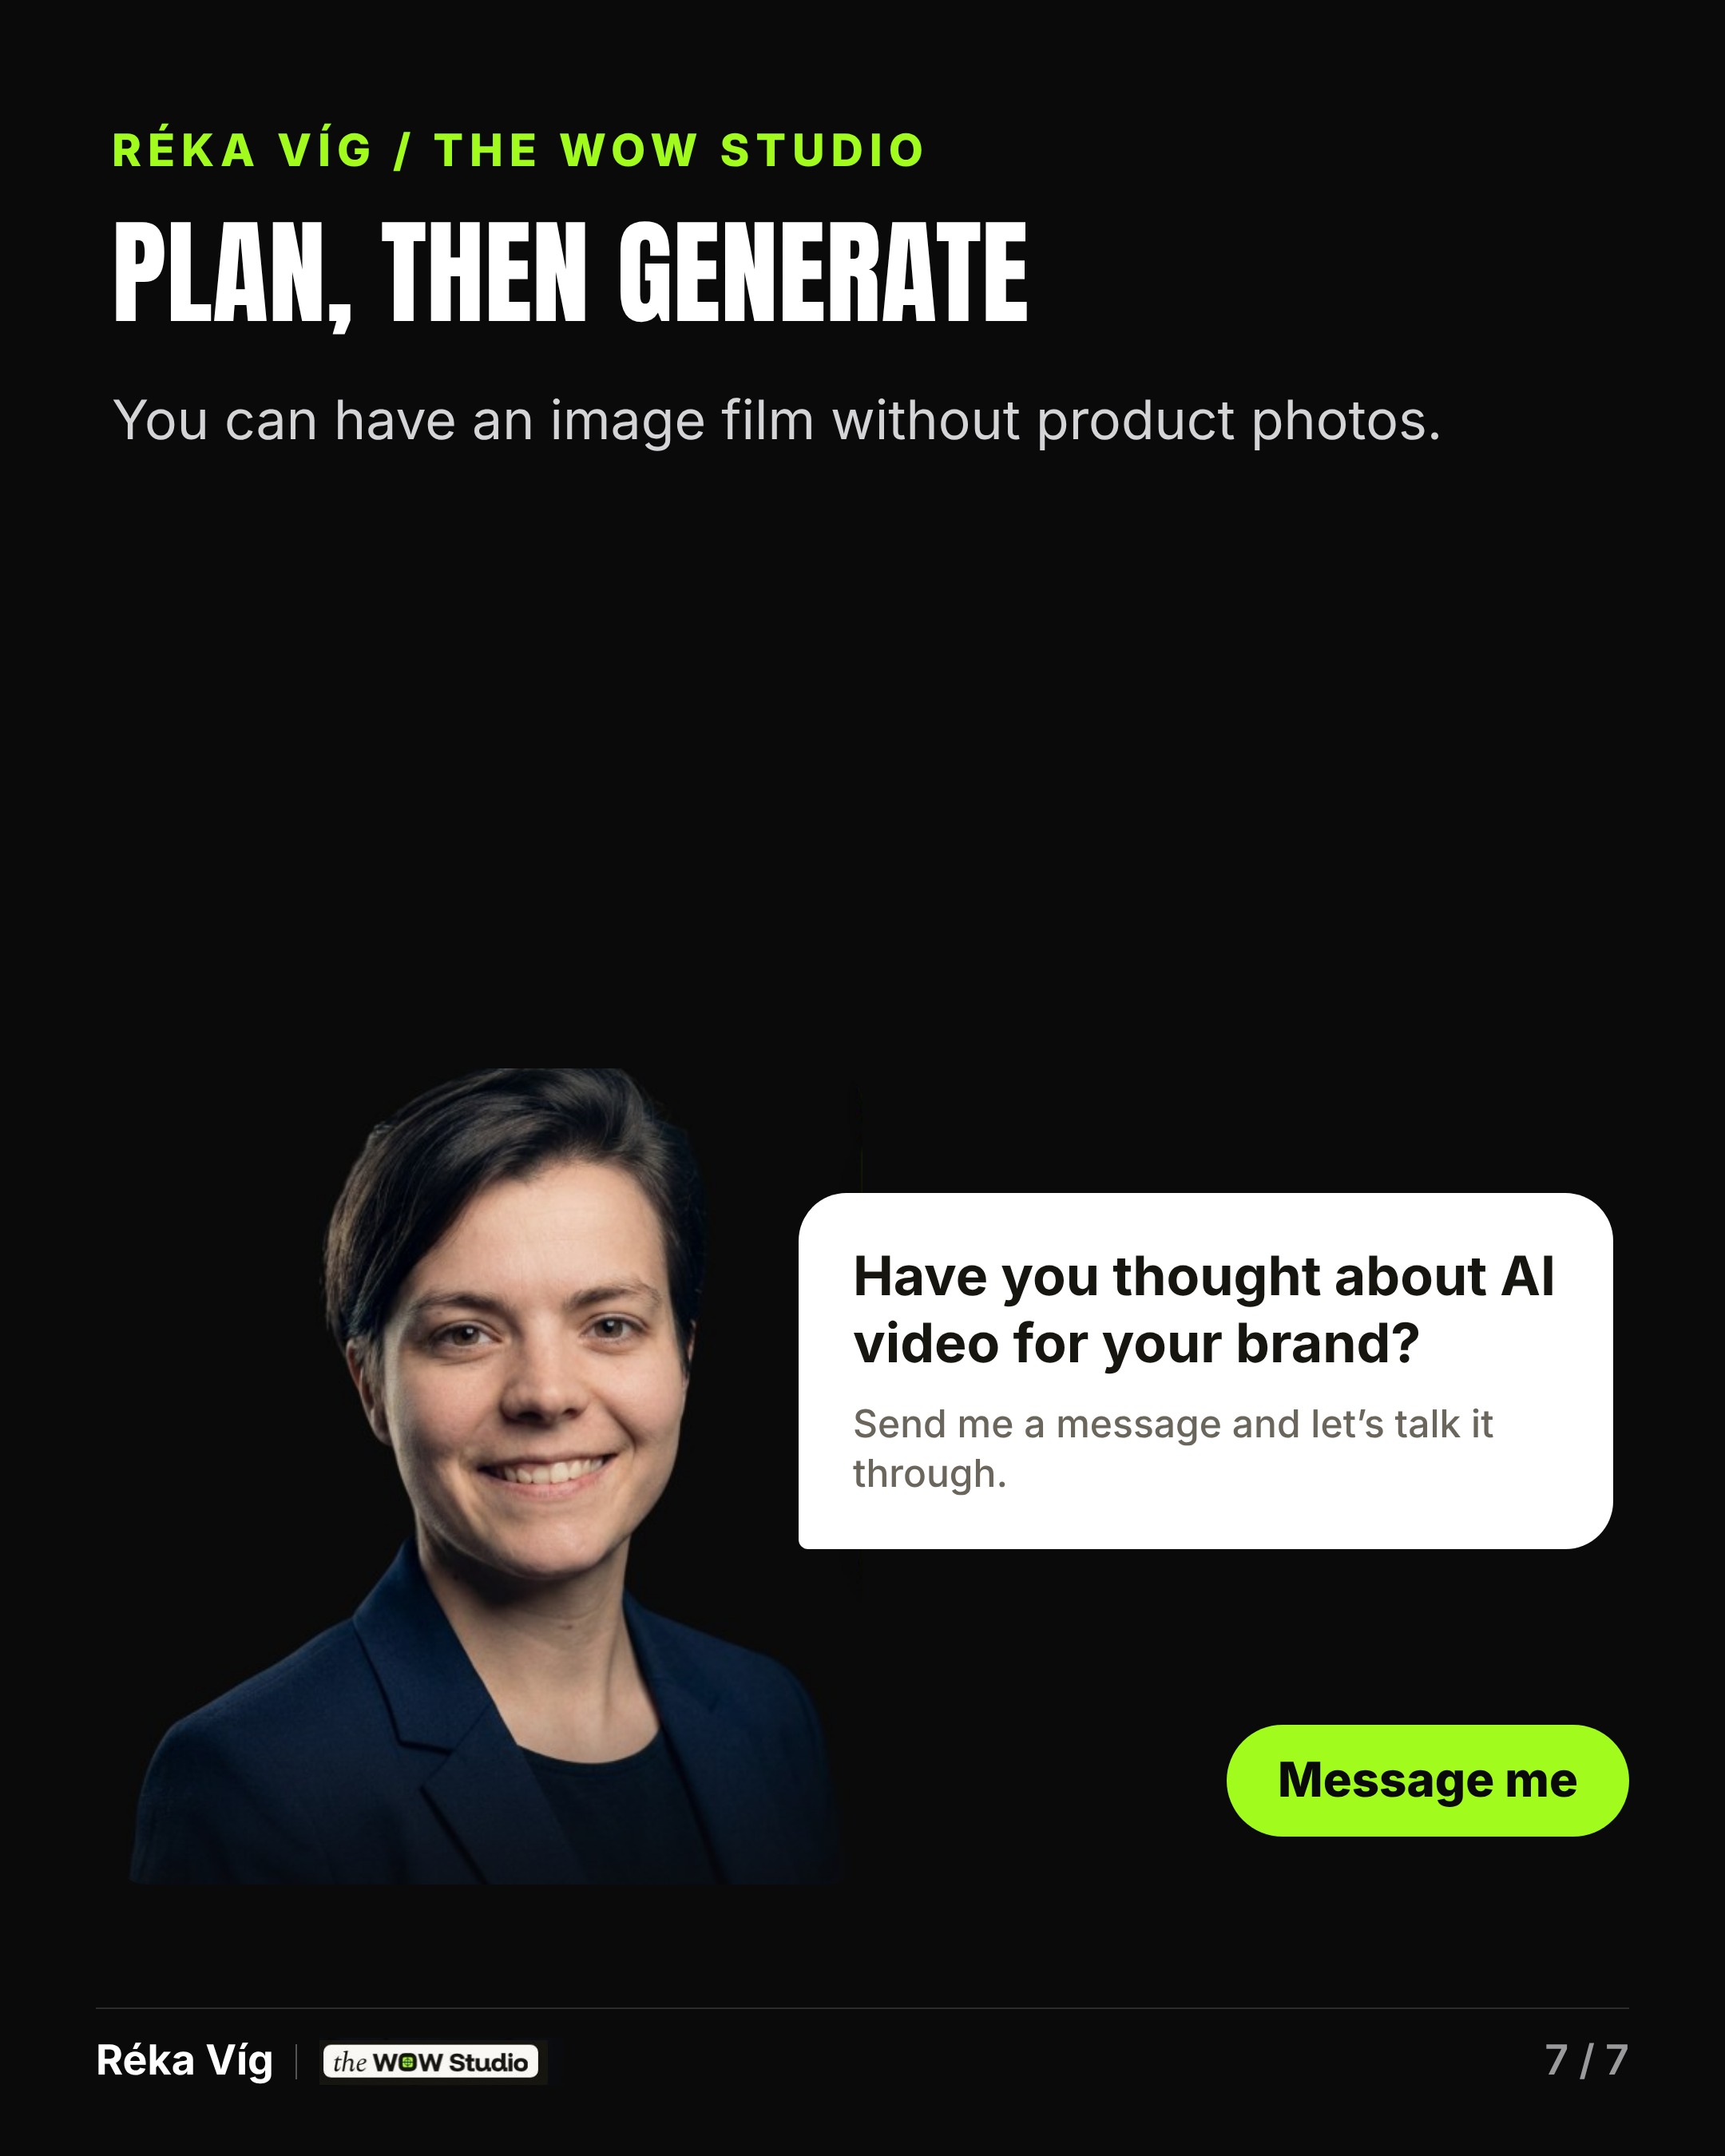 RÉKA VÍG / THE WOW STUDIO
PLAN, THEN GENERATE
You can have an image film without product photos.
Have you thought about AI
video for your brand?
Send me a message and let’s talk it
through.
Message me
Réka Víg
the WOW Studio
7 / 7